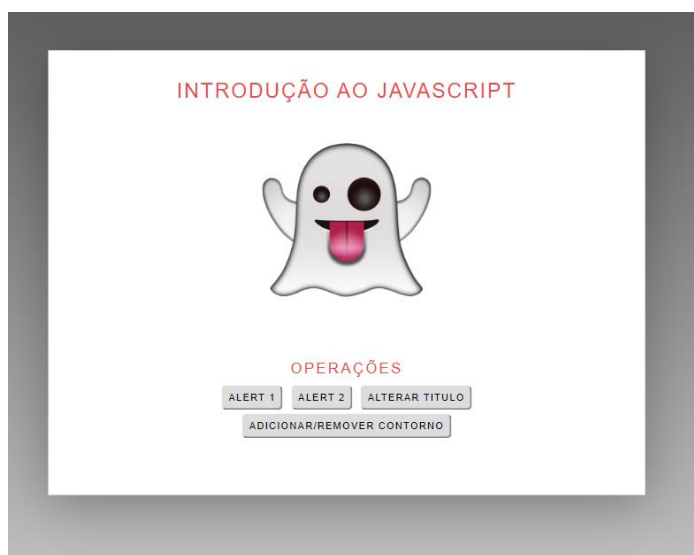 INTRODUÇÃO AO JAVASCRIPT
OPERAÇÕES
ALERT 1 ALERT 2 ALTERAR TITULO
ADICIONAR/REMOVER CONTORNO